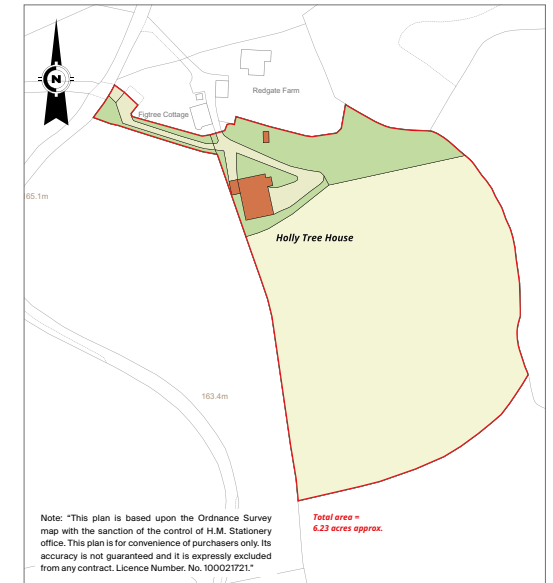 N
Redgate Farm
Figtree Cottage
65.1m
Holly Tree House
163.4m
Total area =
6.23 acres approx.
Note: “This plan is based upon the Ordnance Survey
map with the sanction of the control of H.M. Stationery
office. This plan is for convenience of purchasers only. Its
accuracy is not guaranteed and it is expressly excluded
from any contract. Licence Number. No. 100021721.”